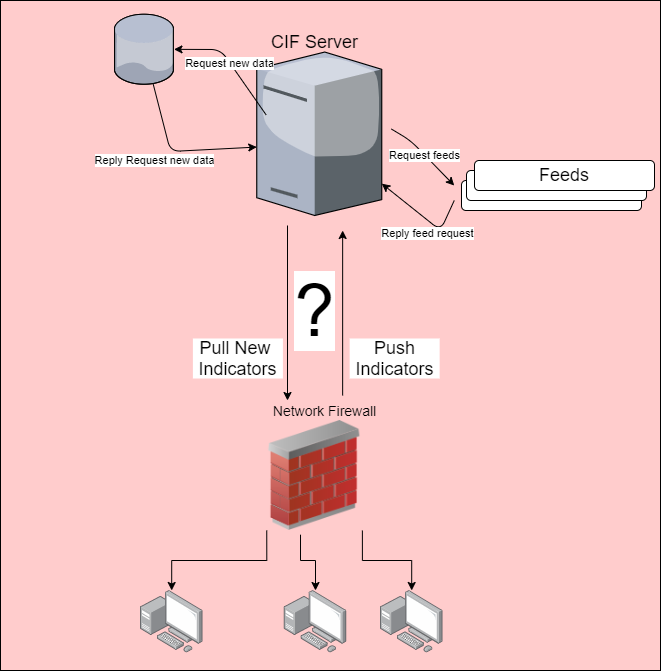 CIF Server
Request new data
Reply Request new data
Request feeds
Feeds
Reply feed request
?
Pull New
Indicators
Push
Indicators
Network Firewall